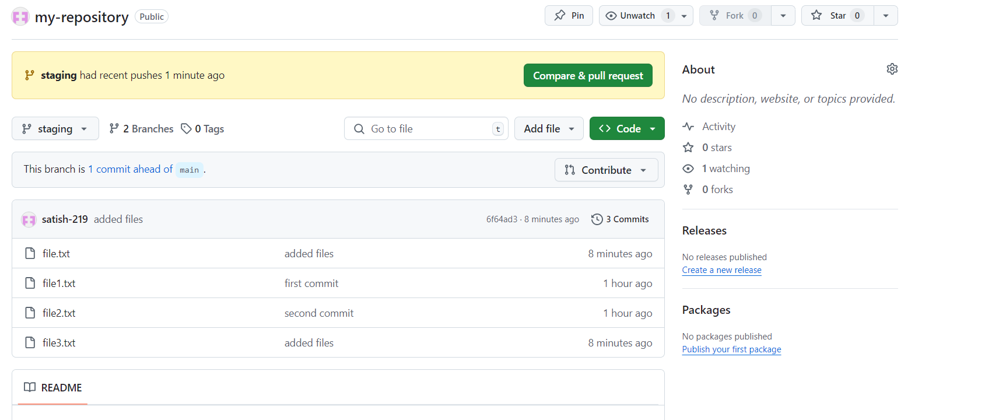 my-repository Public Pin Unwatch 1 Fork 0 Star 0
staging had recent pushes 1 minute ago Compare & pull request
staging 2 Branches 0 Tags Go to file t Add file Code
This branch is 1 commit ahead of main. Contribute
satish-219 added files 6f64ad3 · 8 minutes ago 3 Commits
file.txt added files 8 minutes ago
file1.txt first commit 1 hour ago
file2.txt second commit 1 hour ago
file3.txt added files 8 minutes ago
README
About
No description, website, or topics provided.
Activity
0 stars
1 watching
0 forks
Releases
No releases published
Create a new release
Packages
No packages published
Publish your first package